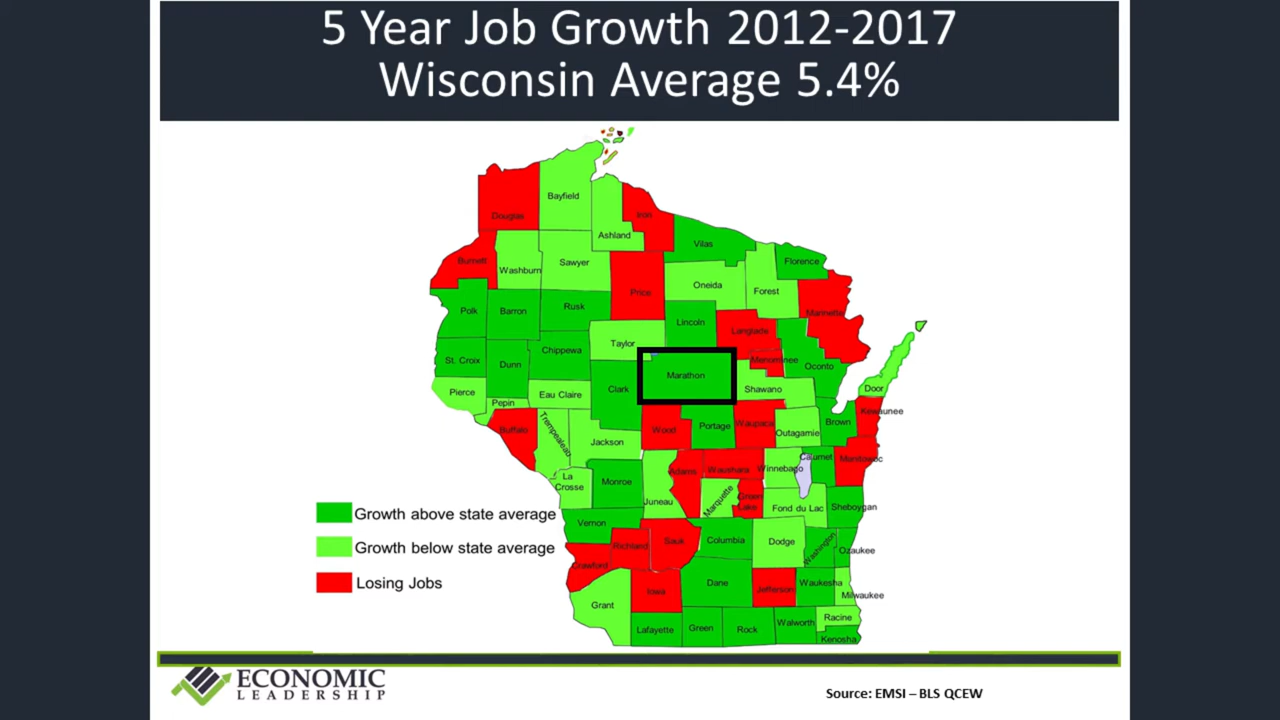 5 Year Job Growth 2012-2017
Wisconsin Average 5.4%
Bayfield
Douglas
Iron
Ashland
Vilas
Burnett
Washburn
Sawyer
Florence
Price
Oneida
Forest
Polk
Barron
Rusk
Marinette
Lincoln
Langlade
Taylor
Chippewa
St. Croix
Dunn
Menominee
Oconto
Marathon
Clark
Shawano
Door
Pierce
Eau Claire
Pepin
Kewaunee
Buffalo
Trempealeau
Wood
Portage
Waupaca
Brown
Outagamie
Jackson
Calumet
Manitowoc
Adams
Waushara
Winnebago
La
Crosse
Monroe
Juneau
Marquette
Green
Lake
Fond du Lac
Sheboygan
Growth above state average
Vernon
Growth below state average
Richland
Sauk
Columbia
Dodge
Washington
Ozaukee
Crawford
Losing Jobs
Iowa
Dane
Jefferson
Waukesha
Milwaukee
Grant
Racine
Lafayette
Green
Rock
Walworth
Kenosha
ECONOMIC
LEADERSHIP
Source: EMSI – BLS QCEW